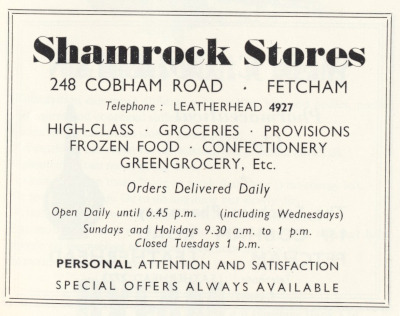 Shamrock Stores
248 COBHAM ROAD · FETCHAM
Telephone : LEATHERHEAD 4927
HIGH-CLASS · GROCERIES · PROVISIONS
FROZEN FOOD · CONFECTIONERY
GREENGROCERY, Etc.
Orders Delivered Daily
Open Daily until 6.45 p.m. (including Wednesdays)
Sundays and Holidays 9.30 a.m. to 1 p.m.
Closed Tuesdays 1 p.m.
PERSONAL ATTENTION AND SATISFACTION
SPECIAL OFFERS ALWAYS AVAILABLE